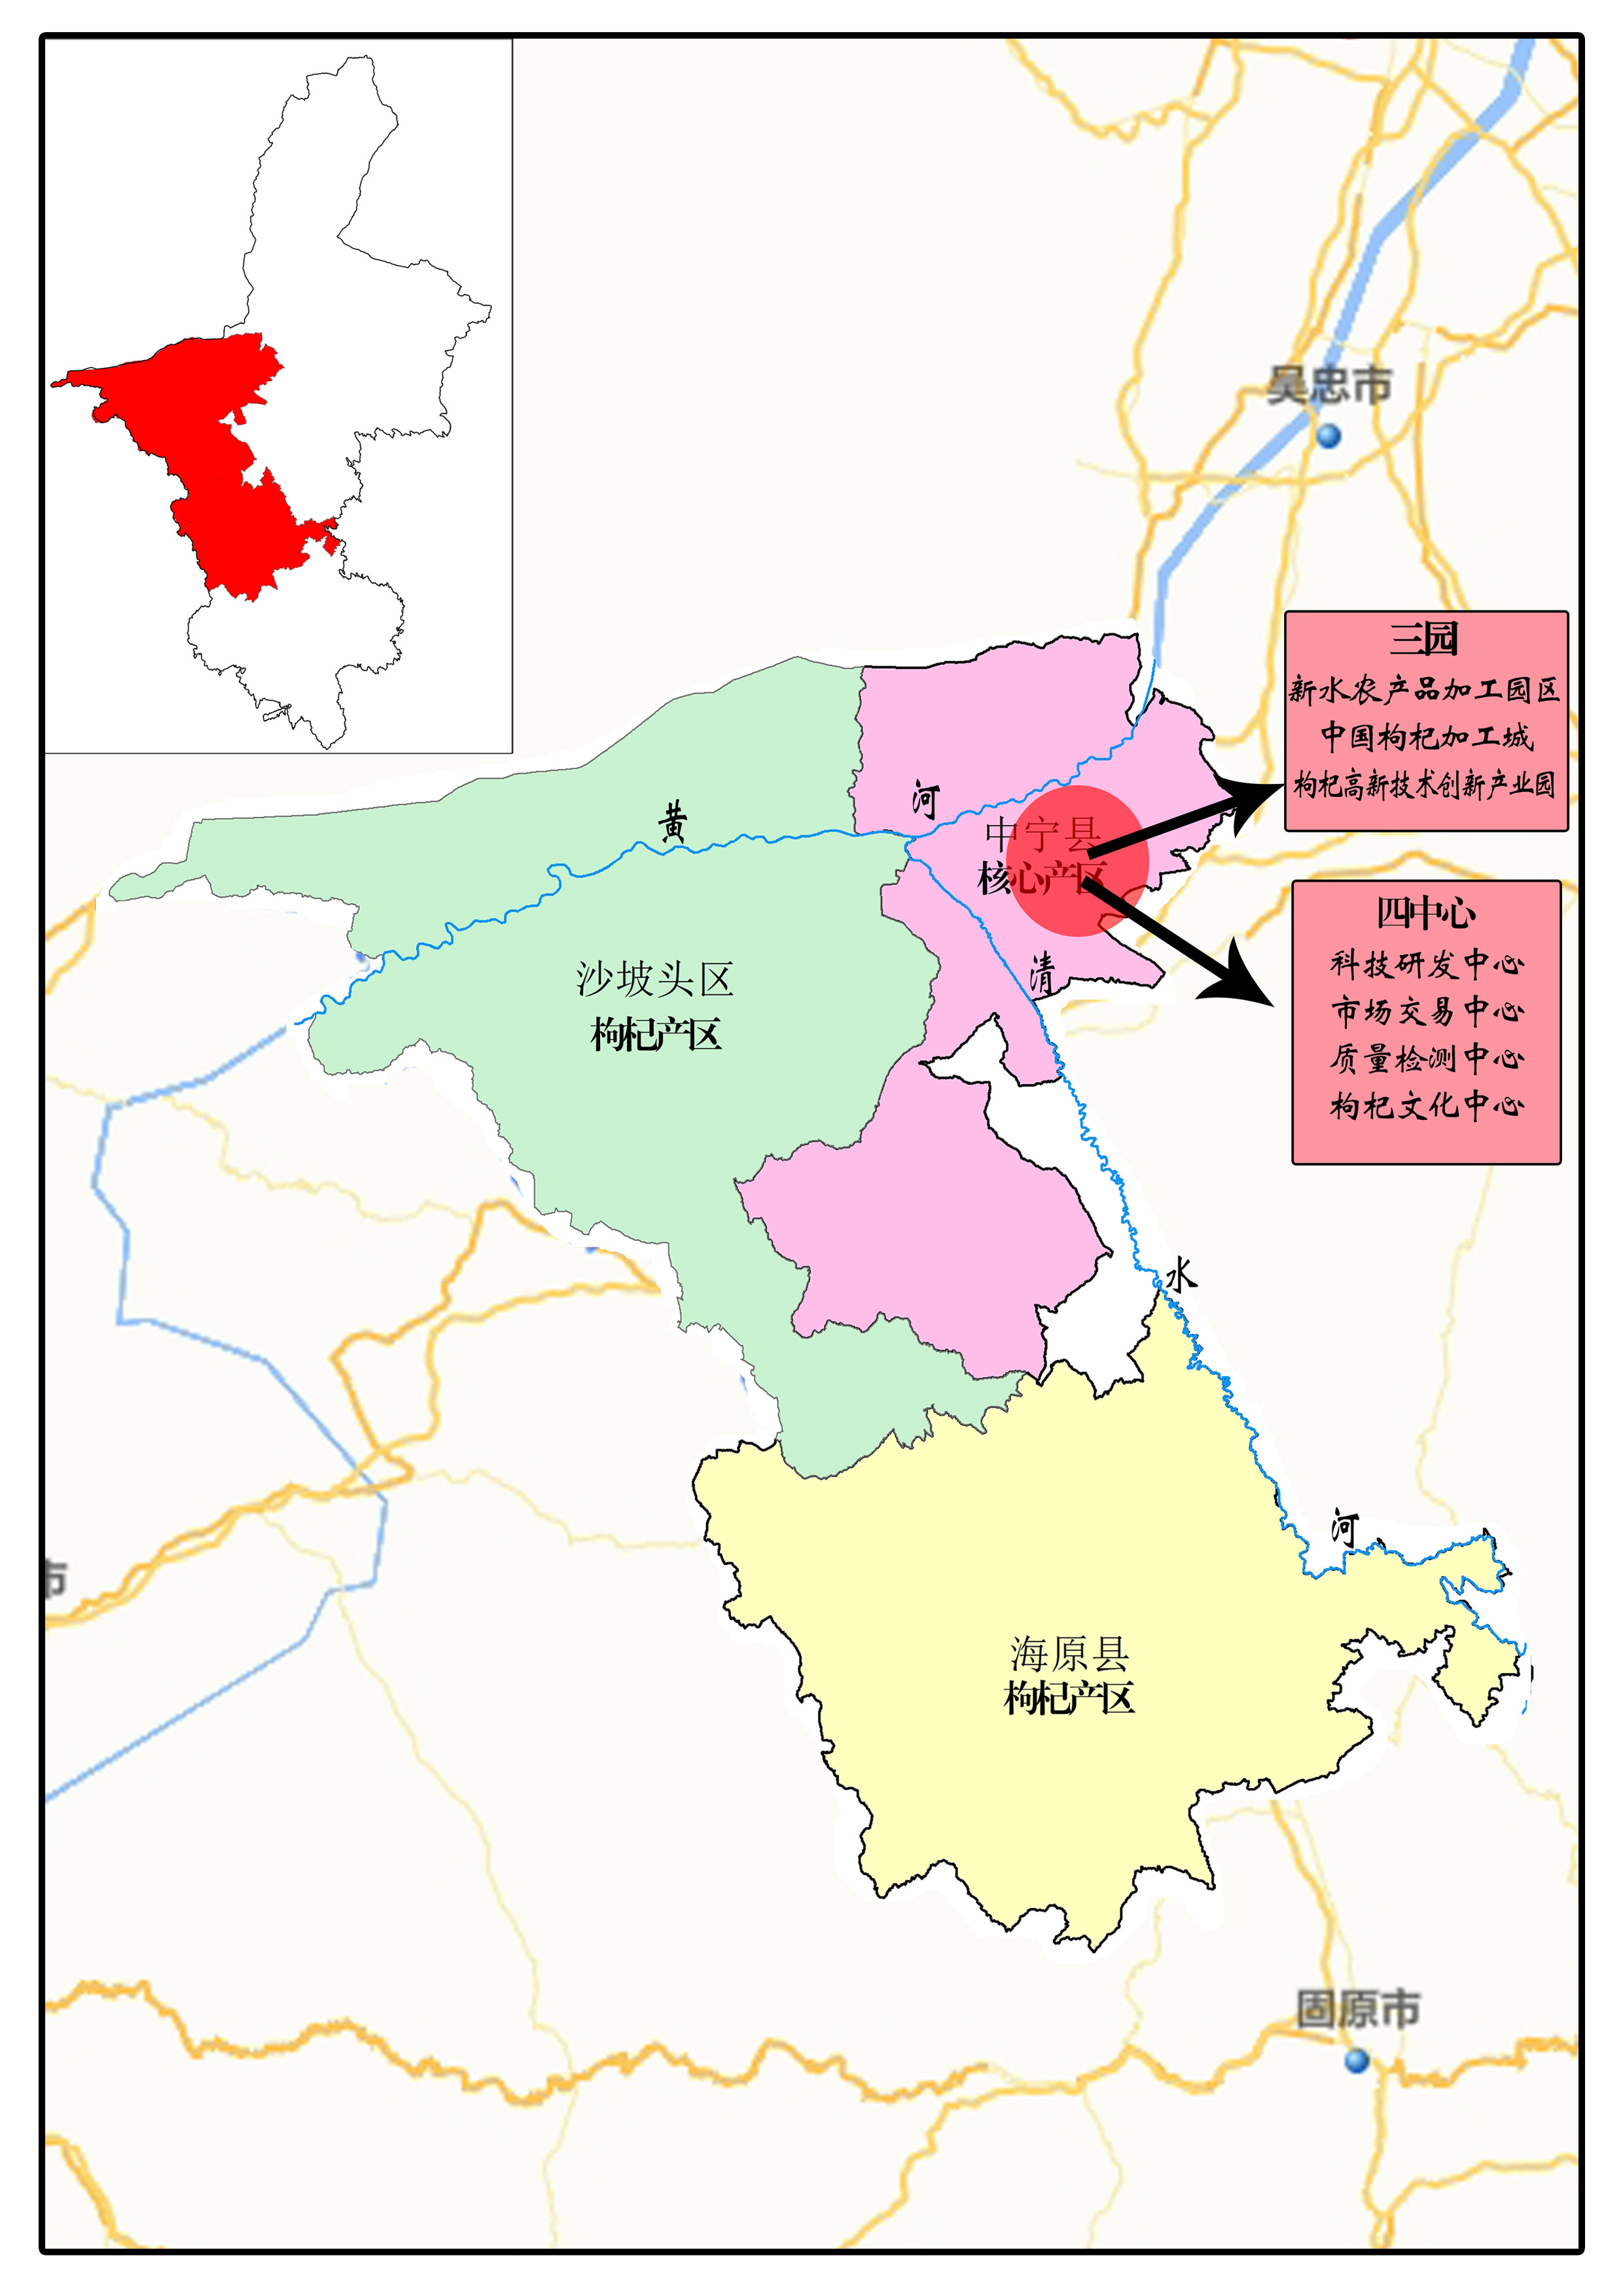 吴忠市
三园
新水农产品加工园区
中国枸杞加工城
枸杞高新技术创新产业园
黄
河
中宁县
核心产区
四中心
科技研发中心
市场交易中心
质量检测中心
枸杞文化中心
清
沙坡头区
枸杞产区
水
河
市
海原县
枸杞产区
固原市